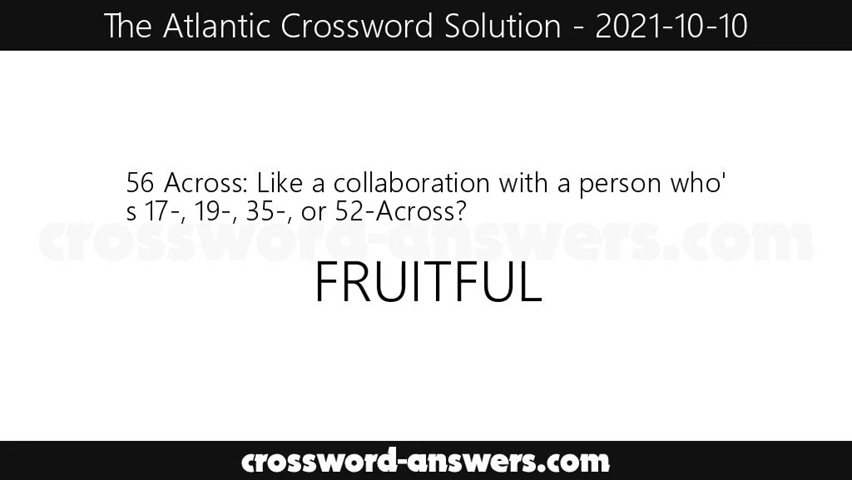 The Atlantic Crossword Solution - 2021-10-10
56 Across: Like a collaboration with a person who'
s 17-, 19-, 35-, or 52-Across?
crossword-answers.com
FRUITFUL
crossword-answers.com